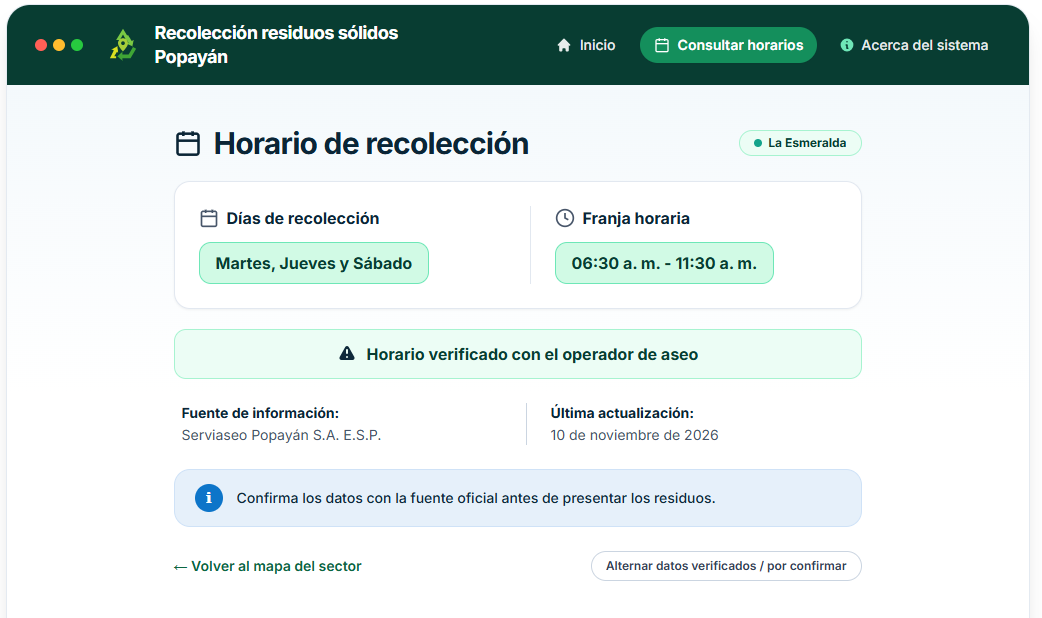 Recolección residuos sólidos
Popayán
Inicio
Consultar horarios
Acerca del sistema
Horario de recolección
La Esmeralda
Días de recolección
Franja horaria
Martes, Jueves y Sábado
06:30 a. m. - 11:30 a. m.
Horario verificado con el operador de aseo
Fuente de información:
Serviaseo Popayán S.A. E.S.P.
Última actualización:
10 de noviembre de 2026
Confirma los datos con la fuente oficial antes de presentar los residuos.
← Volver al mapa del sector
Alternar datos verificados / por confirmar